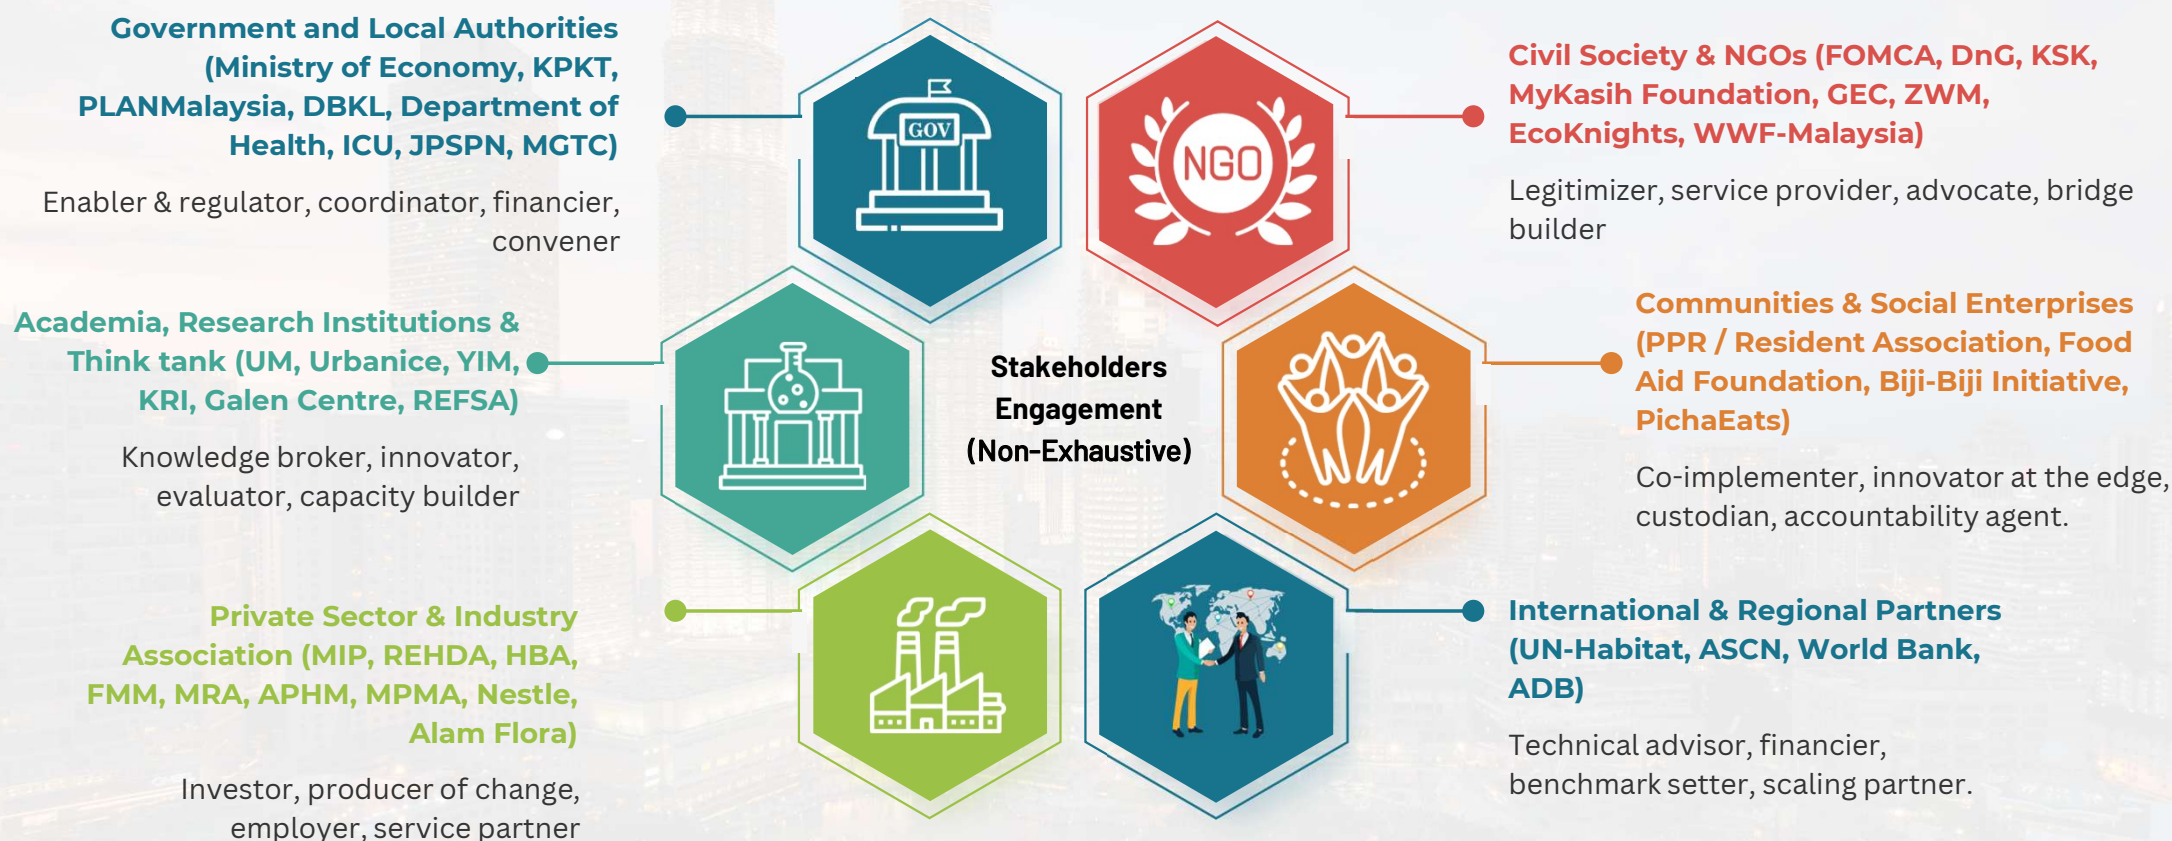 Government and Local Authorities
(Ministry of Economy, KPKT,
PLANMalaysia, DBKL, Department of
Health, ICU, JPSPN, MGTC)
Enabler & regulator, coordinator, financier,
convener
GOV
NGO
Civil Society & NGOs (FOMCA, DnG, KSK,
MyKasih Foundation, GEC, ZWM,
EcoKnights, WWF-Malaysia)
Legitimizer, service provider, advocate, bridge
builder
Academia, Research Institutions &
Think tank (UM, Urbanice, YIM,
KRI, Galen Centre, REFSA)
Knowledge broker, innovator,
evaluator, capacity builder
Stakeholders
Engagement
(Non-Exhaustive)
Communities & Social Enterprises
(PPR / Resident Association, Food
Aid Foundation, Biji-Biji Initiative,
PichaEats)
Co-implementer, innovator at the edge,
custodian, accountability agent.
Private Sector & Industry
Association (MIP, REHDA, HBA,
FMM, MRA, APHM, MPMA, Nestle,
Alam Flora)
Investor, producer of change,
employer, service partner
International & Regional Partners
(UN-Habitat, ASCN, World Bank,
ADB)
Technical advisor, financier,
benchmark setter, scaling partner.